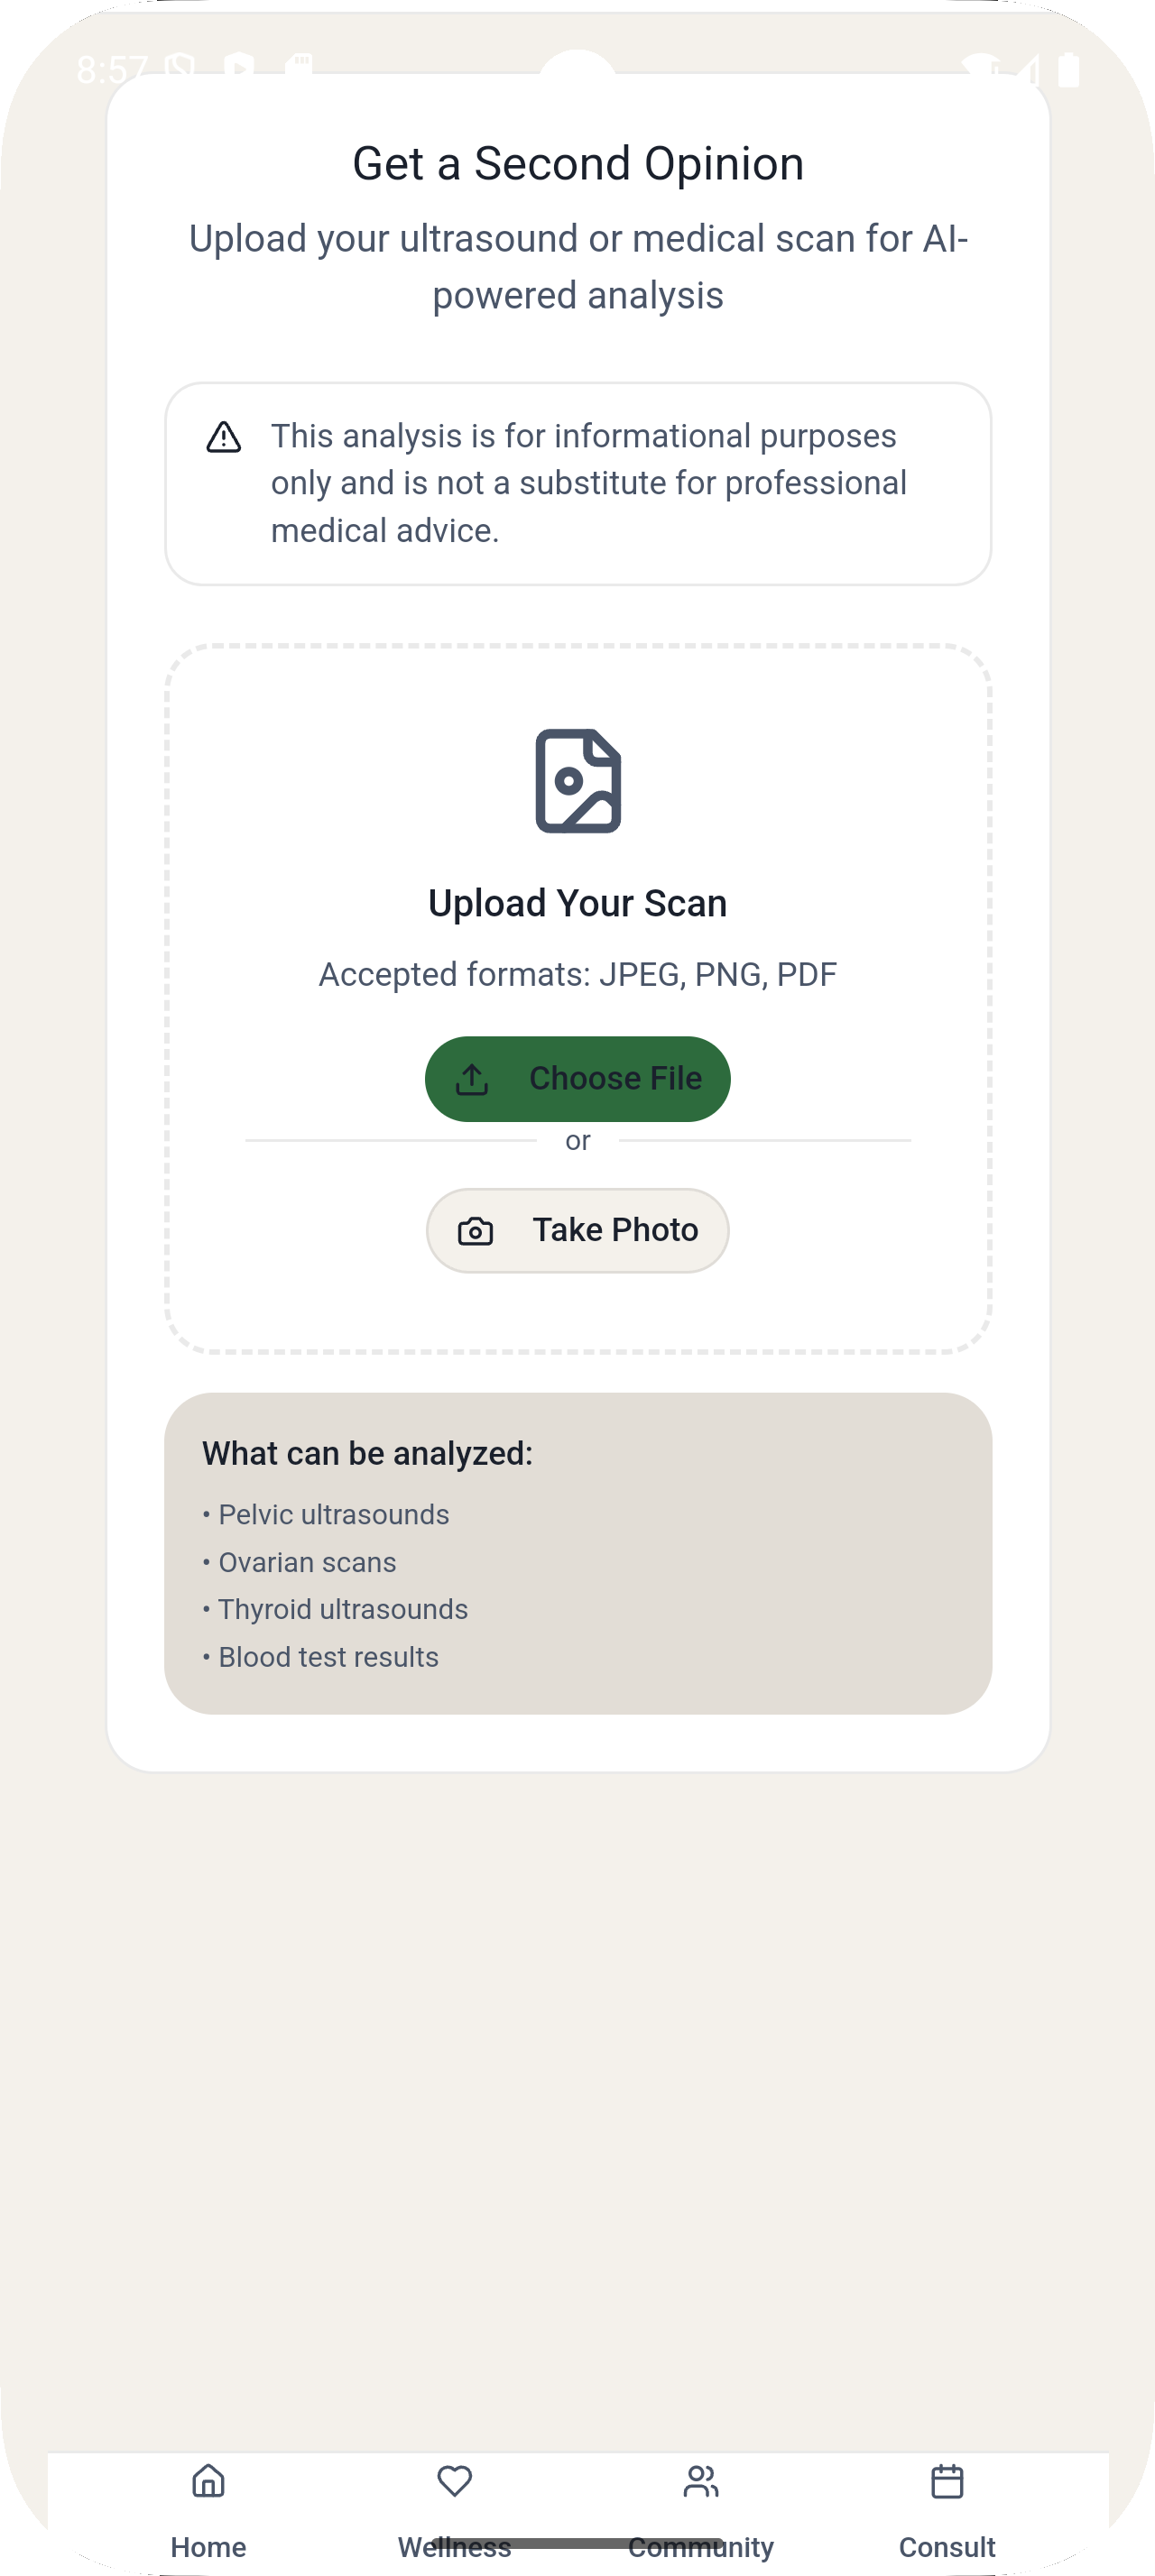 8:57
Get a Second Opinion
Upload your ultrasound or medical scan for AI-
powered analysis
This analysis is for informational purposes
only and is not a substitute for professional
medical advice.
Upload Your Scan
Accepted formats: JPEG, PNG, PDF
Choose File
or
Take Photo
What can be analyzed:
• Pelvic ultrasounds
• Ovarian scans
• Thyroid ultrasounds
• Blood test results
Home Wellness Community Consult